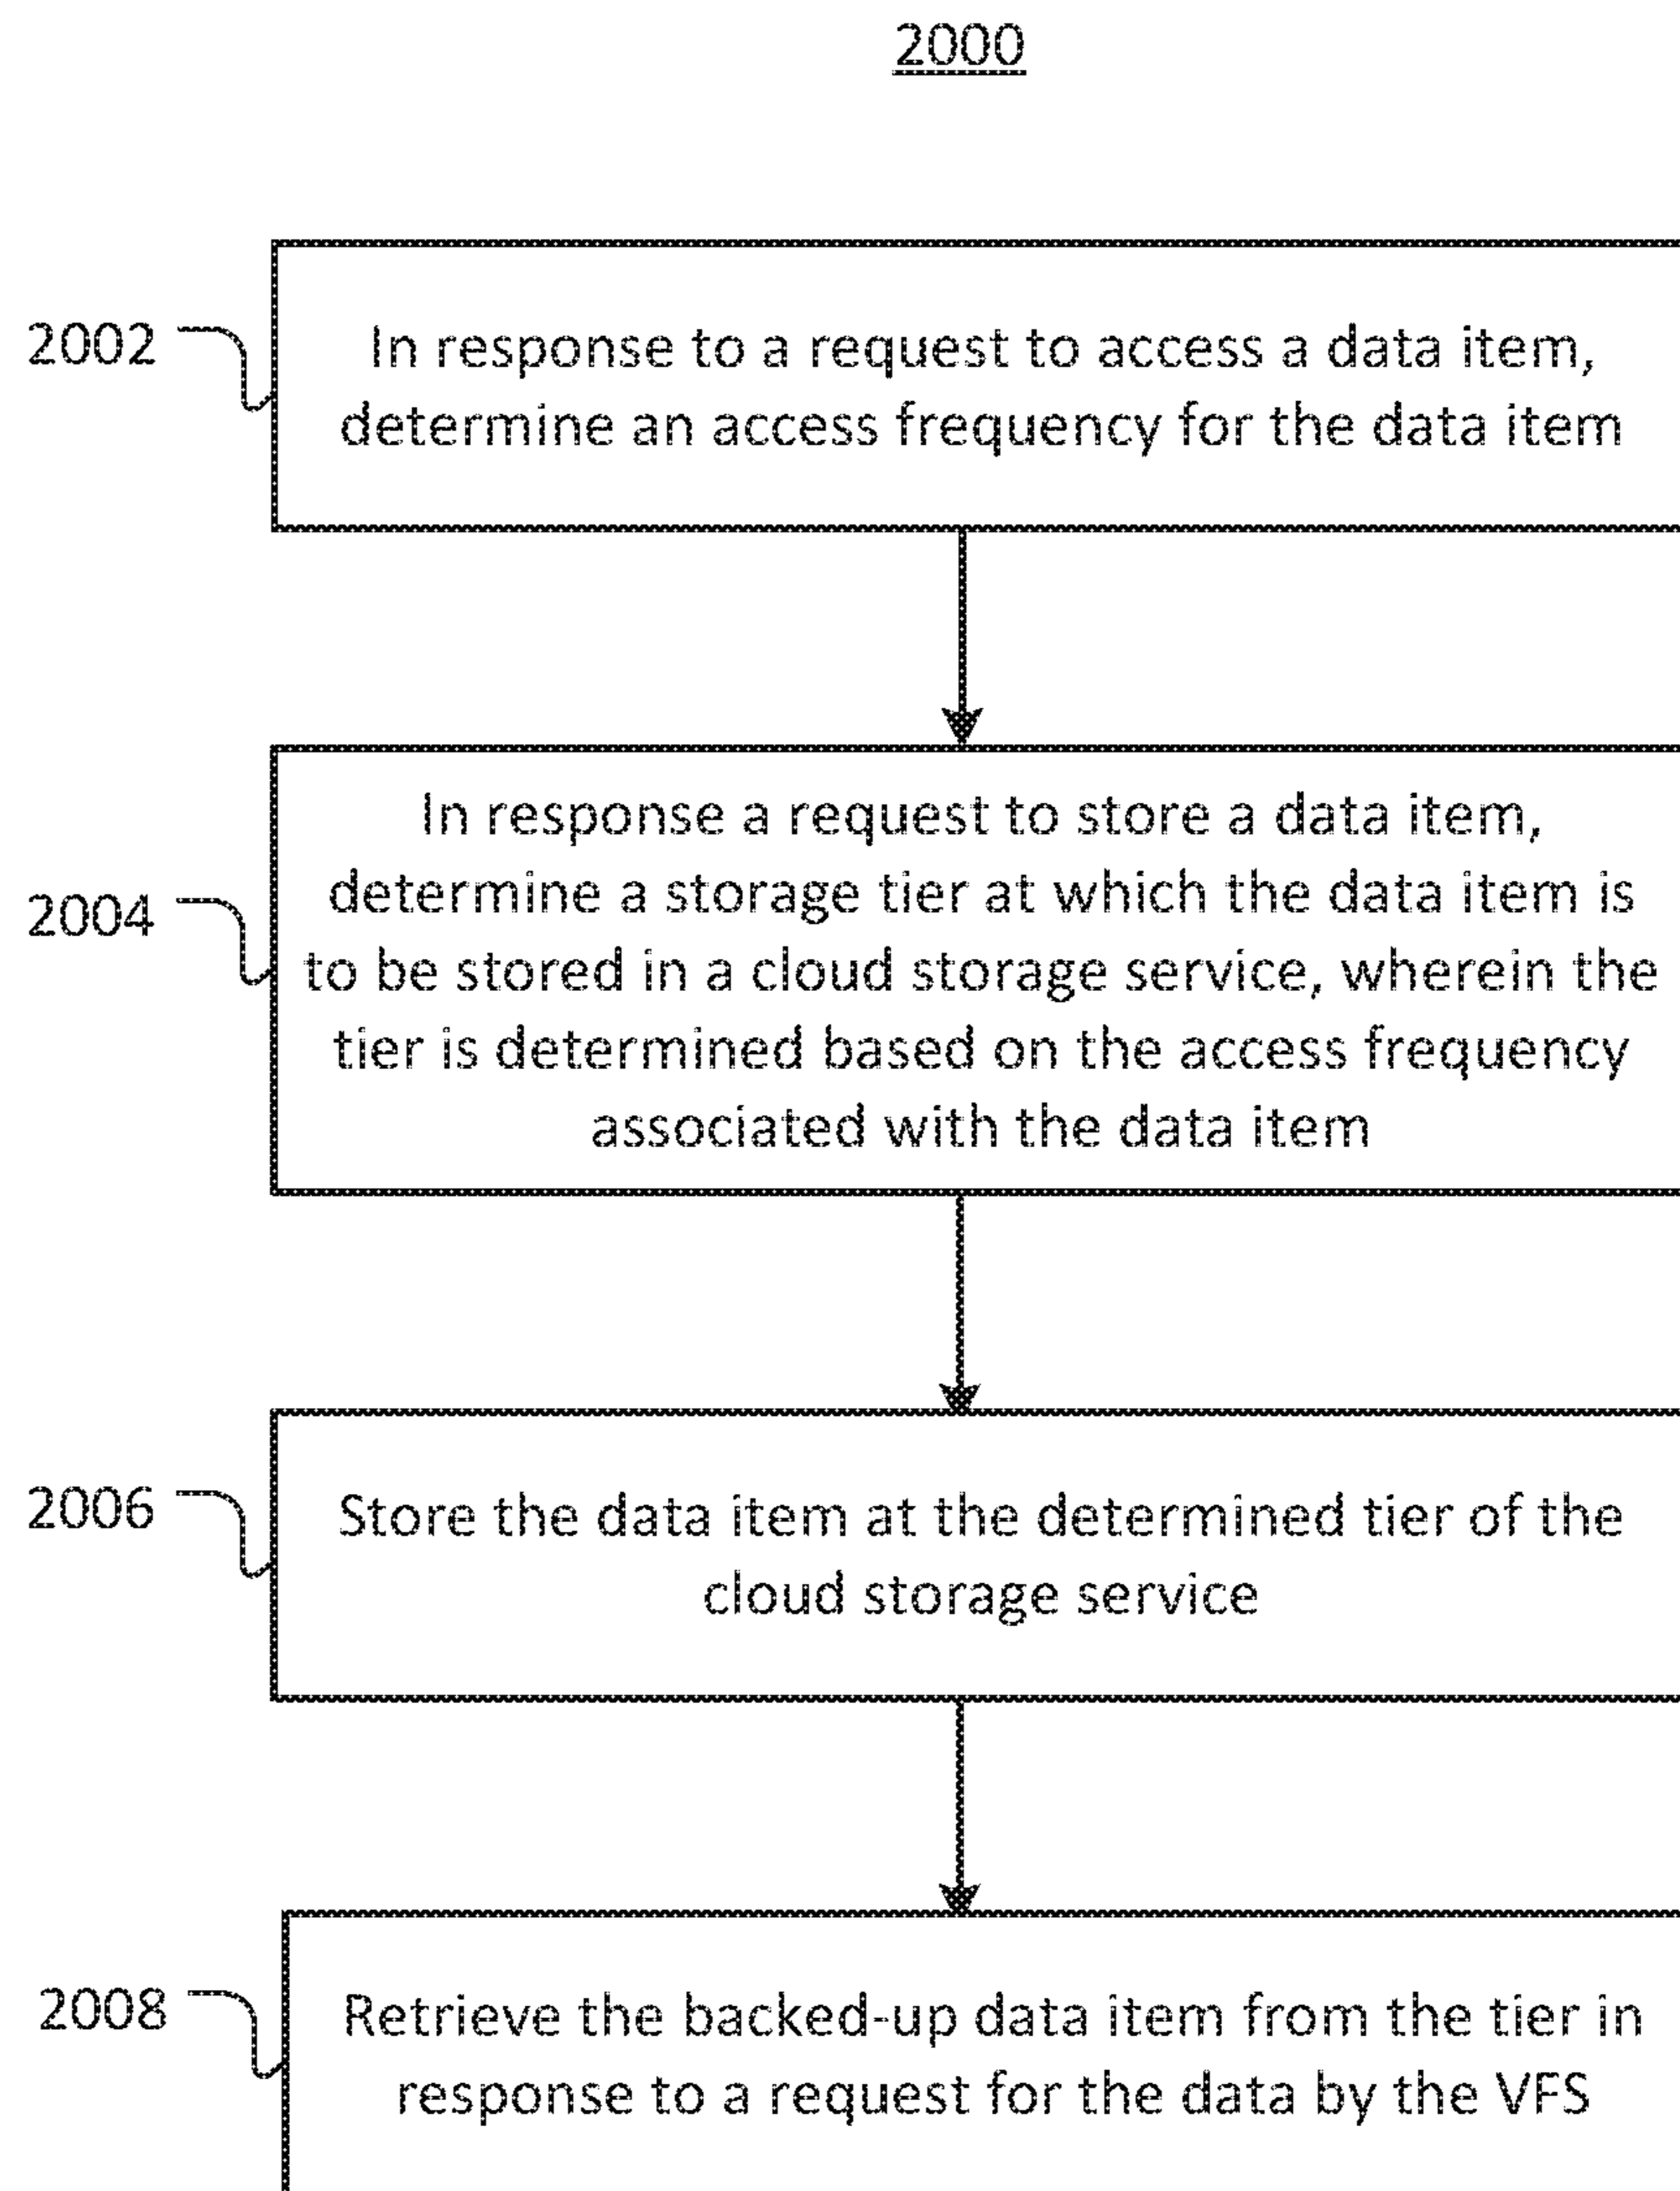 2000
2002
In response to a request to access a data item,
determine an access frequency for the data item
2004
In response a request to store a data item,
determine a storage tier at which the data item is
to be stored in a cloud storage service, wherein the
tier is determined based on the access frequency
associated with the data item
2006
Store the data item at the determined tier of the
cloud storage service
2008
Retrieve the backed-up data item from the tier in
response to a request for the data by the VFS